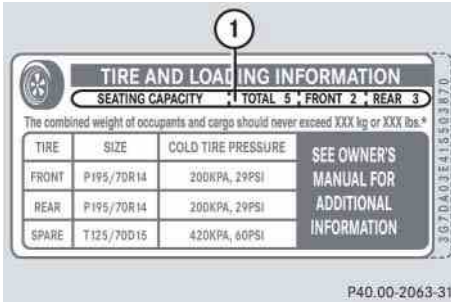 1
TIRE AND LOADING INFORMATION
SEATING CAPACITY TOTAL 5 FRONT 2 REAR 3
The combined weight of occupants and cargo should never exceed XXX kg or XXX lbs.*
TIRE SIZE COLD TIRE PRESSURE SEE OWNER'S MANUAL FOR ADDITIONAL INFORMATION
FRONT P195/70R14 200KPA, 29PSI
REAR P195/70R14 200KPA, 29PSI
SPARE T125/70D15 420KPA, 60PSI
3G7DA03E41S503870
P40.00-2063-31